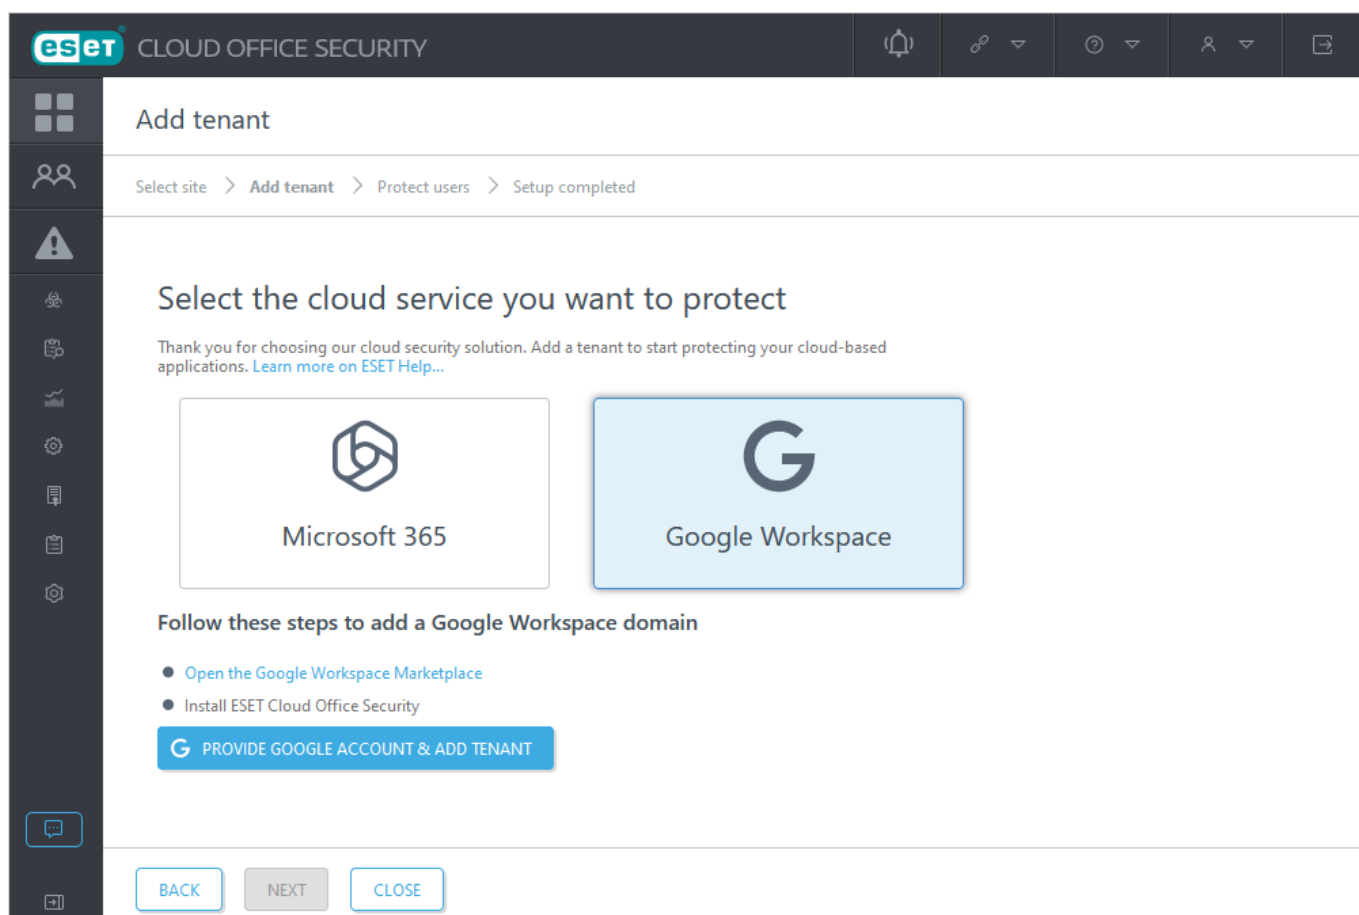 eset® CLOUD OFFICE SECURITY
Add tenant
Select site > Add tenant > Protect users > Setup completed
Select the cloud service you want to protect
Thank you for choosing our cloud security solution. Add a tenant to start protecting your cloud-based
applications. Learn more on ESET Help...
Microsoft 365
Google Workspace
Follow these steps to add a Google Workspace domain
Open the Google Workspace Marketplace
Install ESET Cloud Office Security
PROVIDE GOOGLE ACCOUNT & ADD TENANT
BACK NEXT CLOSE